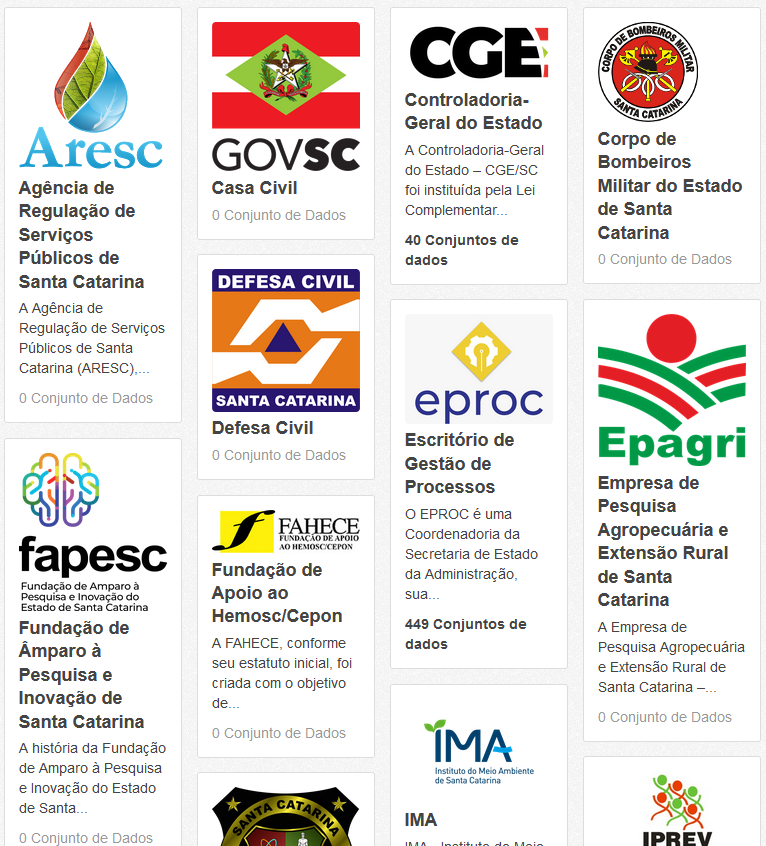 Aresc
Agência de
Regulação de
Serviços
Públicos de
Santa Catarina
A Agência de
Regulação de Serviços
Públicos de Santa
Catarina (ARESC),...
0 Conjunto de Dados
fapesc
Fundação de Amparo à
Pesquisa e Inovação do
Estado de Santa Catarina
Fundação de
Âmparo à
Pesquisa e
Inovação de
Santa Catarina
A história da Fundação
de Amparo à Pesquisa
e Inovação do Estado
de Santa...
0 Conjunto de Dados
GOVSC
Casa Civil
0 Conjunto de Dados
DEFESA CIVIL
SANTA CATARINA
Defesa Civil
0 Conjunto de Dados
FAHECE
FUNDAÇÃO DE APOIO
AO HEMOSC/CEPON
Fundação de
Apoio ao
Hemosc/Cepon
A FAHECE, conforme
seu estatuto inicial, foi
criada com o objetivo
de...
0 Conjunto de Dados
SANTA CATARINA
CGE
Controladoria-
Geral do Estado
A Controladoria-Geral
do Estado – CGE/SC
foi instituída pela Lei
Complementar...
40 Conjuntos de
dados
eproc
Escritório de
Gestão de
Processos
O EPROC é uma
Coordenadoria da
Secretaria de Estado
da Administração,
sua...
449 Conjuntos de
dados
IMA
Instituto do Meio Ambiente
de Santa Catarina
IMA
IMA - Instituto do Meio
CORPO DE BOMBEIROS MILITAR
SANTA CATARINA
Corpo de
Bombeiros
Militar do Estado
de Santa
Catarina
0 Conjunto de Dados
Epagri
Empresa de
Pesquisa
Agropecuária e
Extensão Rural
de Santa
Catarina
A Empresa de
Pesquisa Agropecuária
e Extensão Rural de
Santa Catarina –...
0 Conjunto de Dados
IPREV